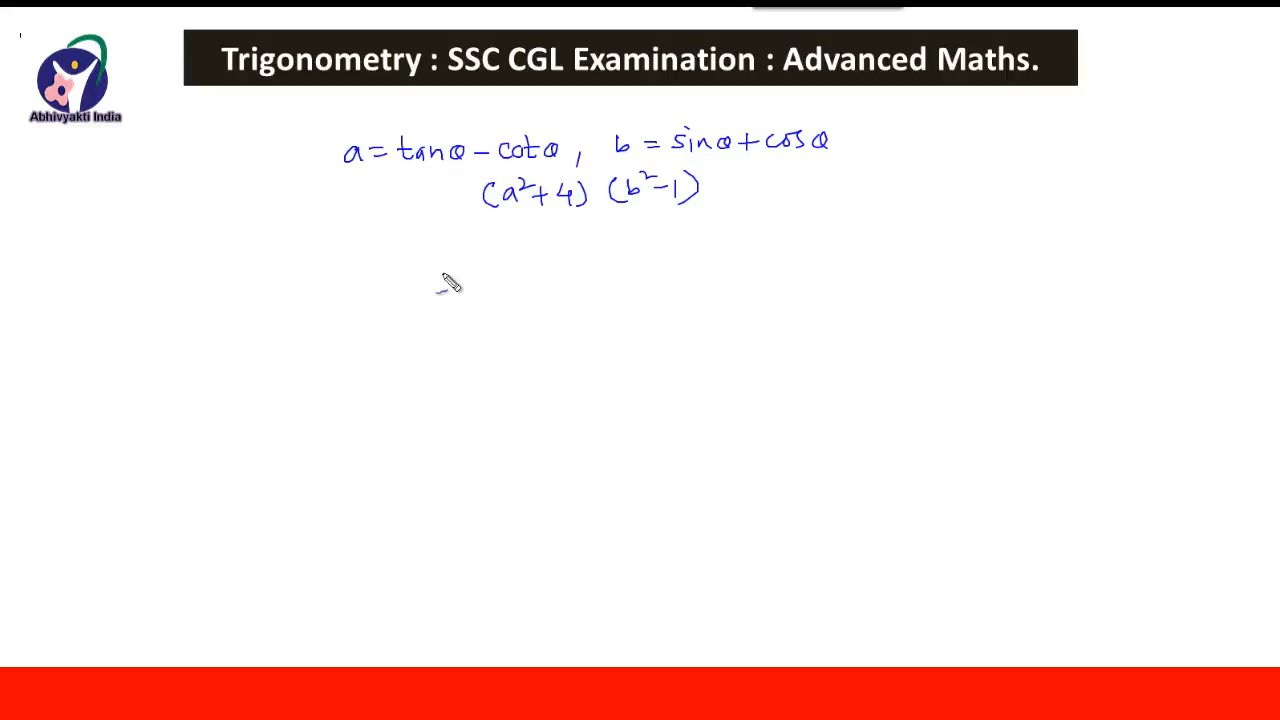 Trigonometry : SSC CGL Examination : Advanced Maths.
Abhivyakti India
a = tanθ - cotθ, b = sinθ + cosθ
(a²+4) (b²-1)